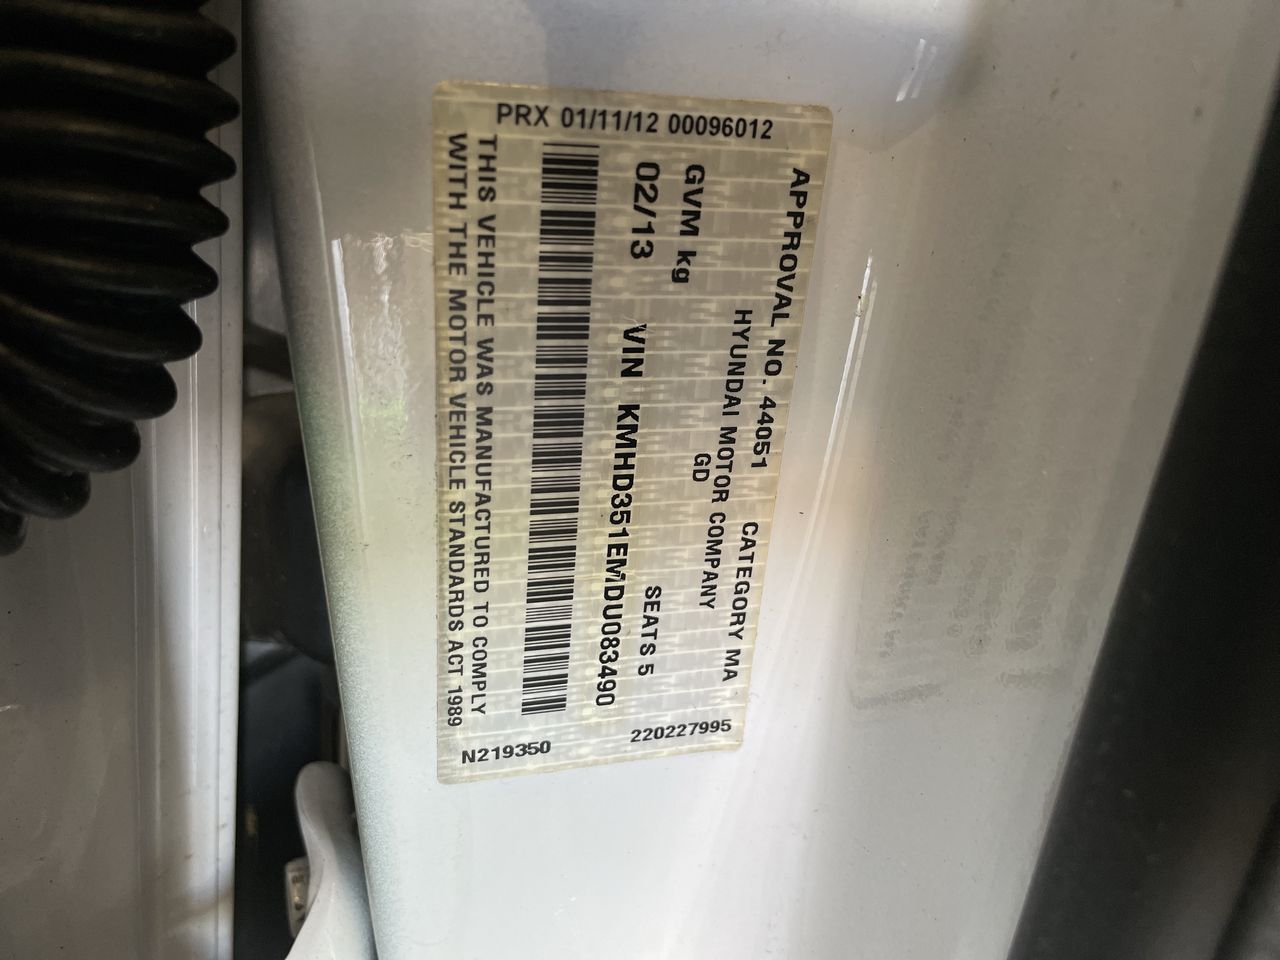 PRX 01/11/12 00096012
APPROVAL NO. 44051 CATEGORY MA
HYUNDAI MOTOR COMPANY
GVM kg GD
02/13 VIN KMHD351EMDU083490 SEATS 5
THIS VEHICLE WAS MANUFACTURED TO COMPLY
WITH THE MOTOR VEHICLE STANDARDS ACT 1989
N219350 220227995